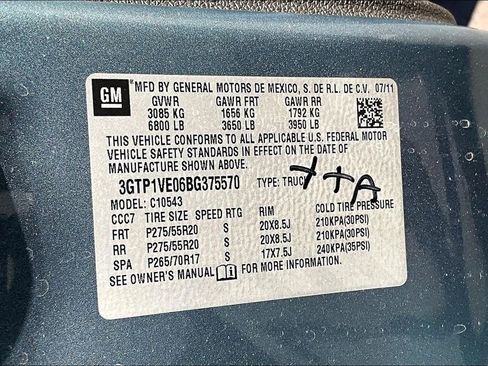 GM
MFD BY GENERAL MOTORS DE MEXICO, S. DE R.L. DE C.V. 07/11
GVWR GAWR FRT GAWR RR
3085 KG 1656 KG 1792 KG
6800 LB 3650 LB 3950 LB
THIS VEHICLE CONFORMS TO ALL APPLICABLE U.S. FEDERAL MOTOR
VEHICLE SAFETY STANDARDS IN EFFECT ON THE DATE OF
MANUFACTURE SHOWN ABOVE.
3GTP1VE06BG375570 TYPE: TRUCK
MODEL: C10543
CCC7 TIRE SIZE SPEED RTG RIM COLD TIRE PRESSURE
FRT P275/55R20 S 20X8.5J 210KPA(30PSI)
RR P275/55R20 S 20X8.5J 210KPA(30PSI)
SPA P265/70R17 S 17X7.5J 240KPA(35PSI)
SEE OWNER'S MANUAL FOR MORE INFORMATION.